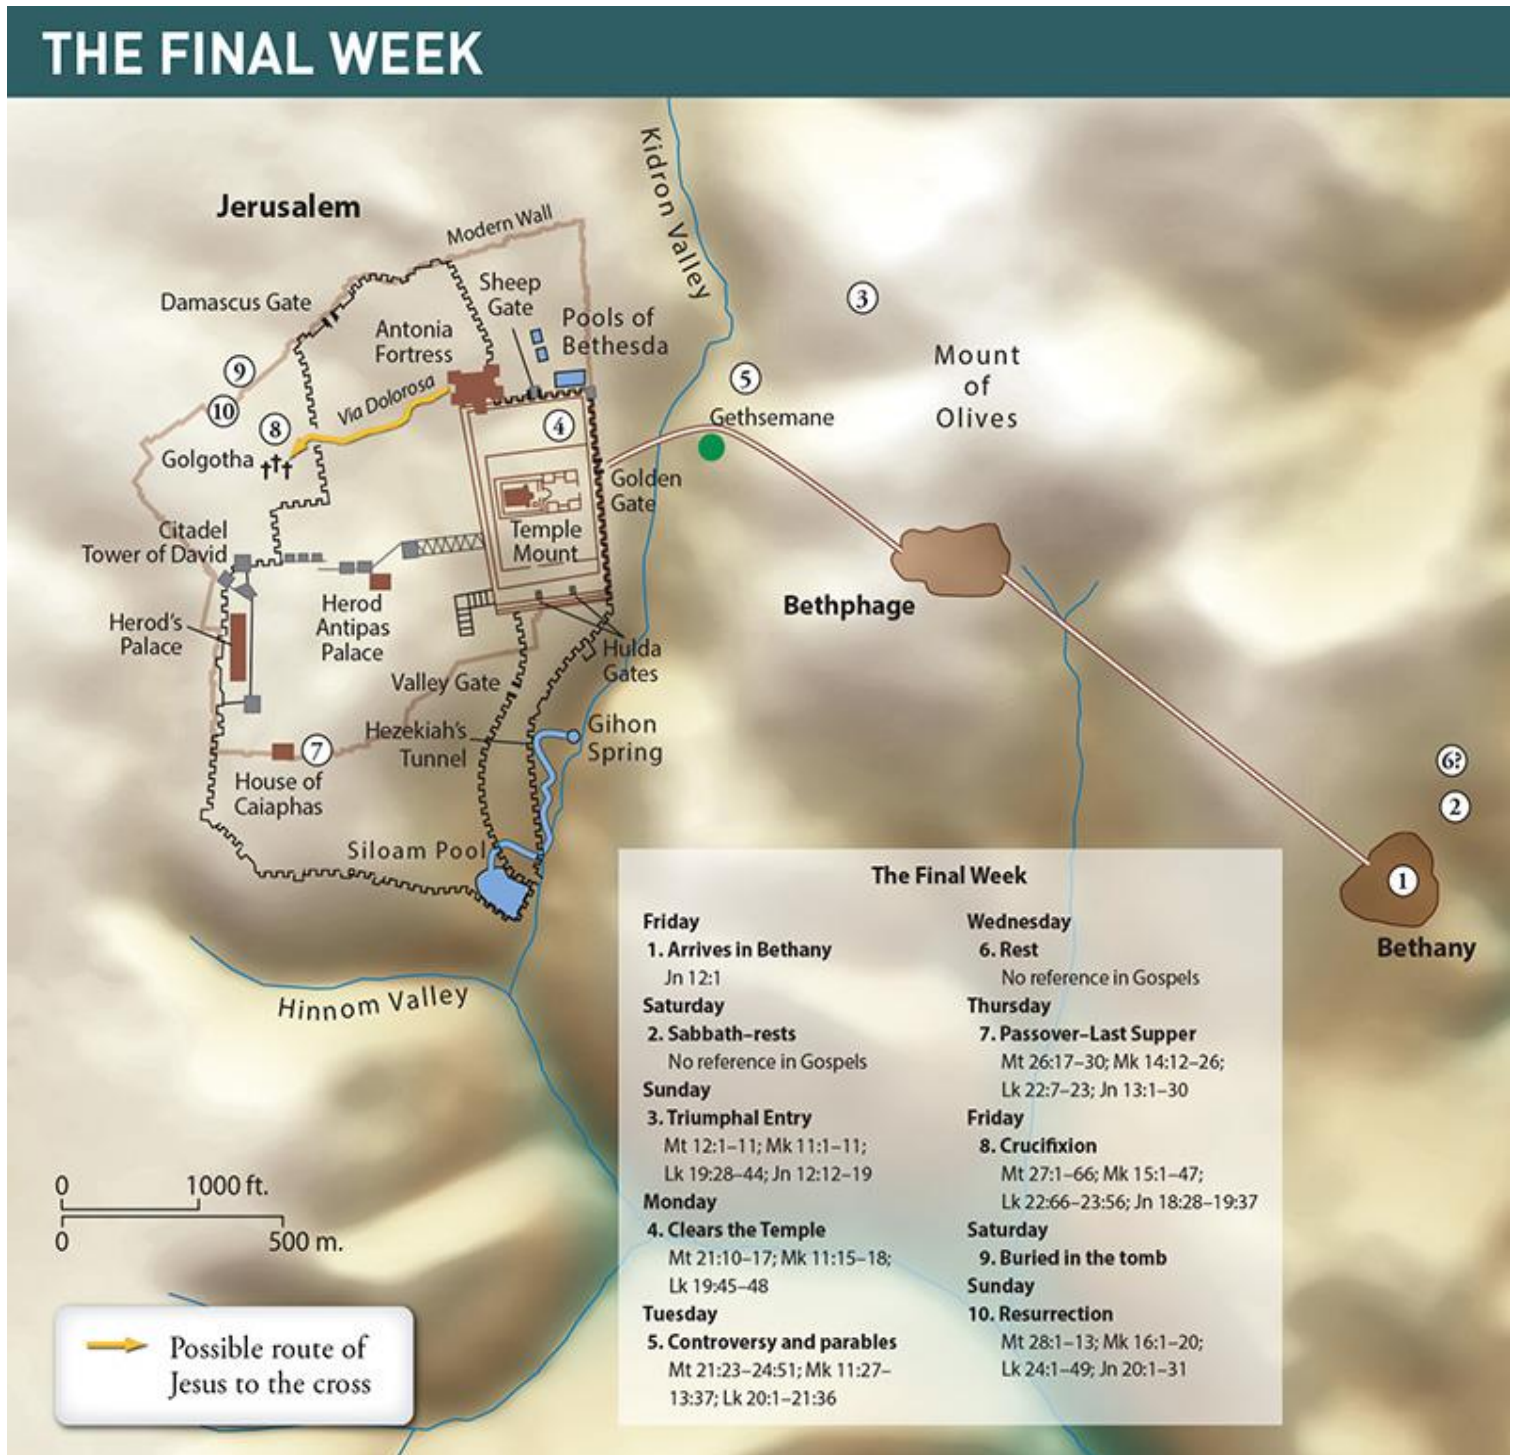 THE FINAL WEEK
Jerusalem
Modern Wall
Kidron Valley
Damascus Gate
Sheep
Gate
Pools of
Bethesda
Antonia
Fortress
Via Dolorosa
3
Mount
of
Olives
9
10
8
4
5
Gethsemane
Golgotha
Golden
Gate
Citadel
Tower of David
Temple
Mount
Bethphage
Herod's
Palace
Herod
Antipas
Palace
Hulda
Gates
Valley Gate
Hezekiah's
Tunnel
Gihon
Spring
7
House of
Caiaphas
6?
2
Siloam Pool
1
Bethany
Hinnom Valley
The Final Week
Friday
1. Arrives in Bethany
Jn 12:1
Saturday
2. Sabbath–rests
No reference in Gospels
Sunday
3. Triumphal Entry
Mt 12:1–11; Mk 11:1–11;
Lk 19:28–44; Jn 12:12–19
Monday
4. Clears the Temple
Mt 21:10–17; Mk 11:15–18;
Lk 19:45–48
Tuesday
5. Controversy and parables
Mt 21:23–24:51; Mk 11:27–
13:37; Lk 20:1–21:36
Wednesday
6. Rest
No reference in Gospels
Thursday
7. Passover–Last Supper
Mt 26:17–30; Mk 14:12–26;
Lk 22:7–23; Jn 13:1–30
Friday
8. Crucifixion
Mt 27:1–66; Mk 15:1–47;
Lk 22:66–23:56; Jn 18:28–19:37
Saturday
9. Buried in the tomb
Sunday
10. Resurrection
Mt 28:1–13; Mk 16:1–20;
Lk 24:1–49; Jn 20:1–31
0 1000 ft.
0 500 m.
Possible route of
Jesus to the cross